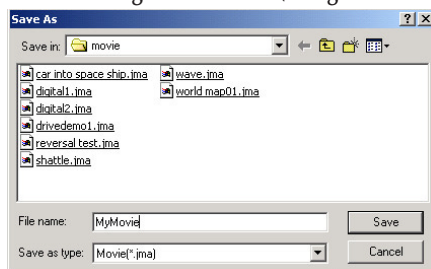 Save As
Save in: movie
car into space ship.jma
digital1.jma
digital2.jma
drivedemo1.jma
reversal test.jma
shattle.jma
wave.jma
world map01.jma
File name: MyMovie
Save
Save as type: Movie(*.jma)
Cancel